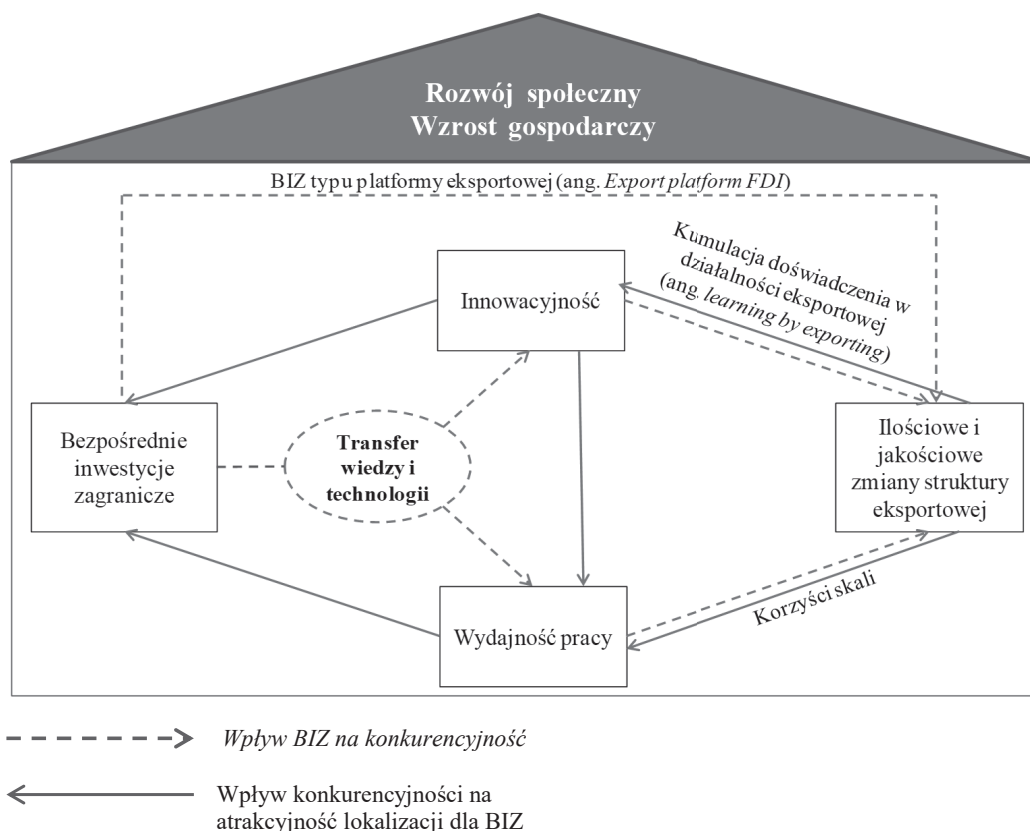 Rozwój społeczny
Wzrost gospodarczy
BIZ typu platformy eksportowej (ang. Export platform FDI)
Kumulacja doświadczenia w
działalności eksportowej
(ang. learning by exporting)
Innowacyjność
Bezpośrednie
inwestycje
zagranicze
Transfer
wiedzy i
technologii
Ilościowe i
jakościowe
zmiany struktury
eksportowej
Wydajność pracy
Korzyści skali
Wpływ BIZ na konkurencyjność
Wpływ konkurencyjności na
atrakcyjność lokalizacji dla BIZ